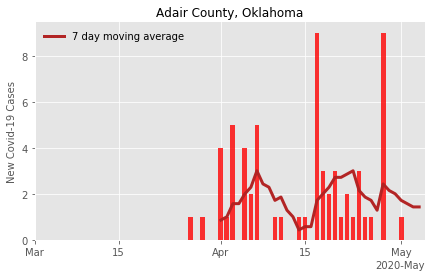 Adair County, Oklahoma
7 day moving average
New Covid-19 Cases
8
6
4
2
0
Mar 15 Apr 15 May
2020-May